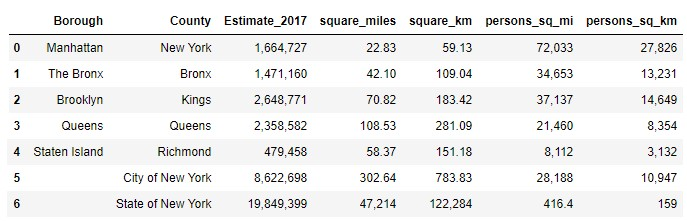 Borough County Estimate_2017 square_miles square_km persons_sq_mi persons_sq_km
0 Manhattan New York 1,664,727 22.83 59.13 72,033 27,826
1 The Bronx Bronx 1,471,160 42.10 109.04 34,653 13,231
2 Brooklyn Kings 2,648,771 70.82 183.42 37,137 14,649
3 Queens Queens 2,358,582 108.53 281.09 21,460 8,354
4 Staten Island Richmond 479,458 58.37 151.18 8,112 3,132
5 City of New York 8,622,698 302.64 783.83 28,188 10,947
6 State of New York 19,849,399 47,214 122,284 416.4 159